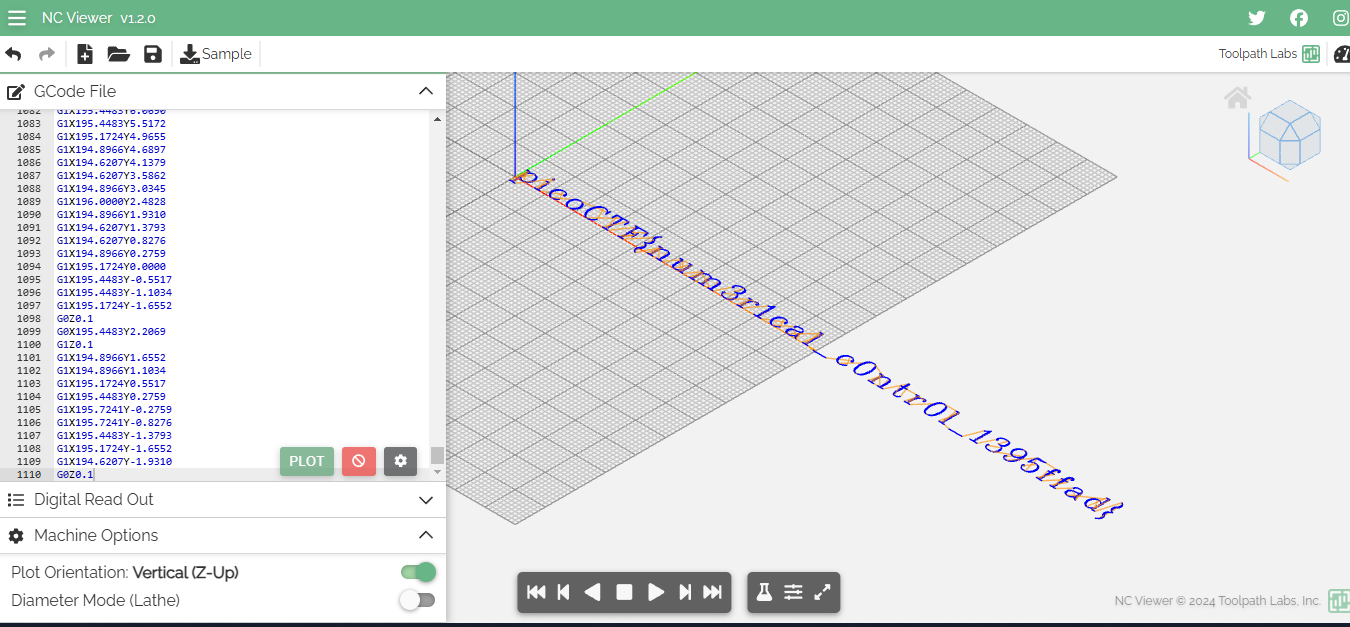 NC Viewer v1.2.0
Sample
Toolpath Labs
GCode File
1082 G1X195.4483Y6.0690
1083 G1X195.4483Y5.5172
1084 G1X195.1724Y4.9655
1085 G1X194.8966Y4.6897
1086 G1X194.6207Y4.1379
1087 G1X194.6207Y3.5862
1088 G1X194.8966Y3.0345
1089 G1X196.0000Y2.4828
1090 G1X194.8966Y1.9310
1091 G1X194.6207Y1.3793
1092 G1X194.6207Y0.8276
1093 G1X194.8966Y0.2759
1094 G1X195.1724Y0.0000
1095 G1X195.4483Y-0.5517
1096 G1X195.4483Y-1.1034
1097 G1X195.1724Y-1.6552
1098 G0Z0.1
1099 G0X195.4483Y2.2069
1100 G1Z0.1
1101 G1X194.8966Y1.6552
1102 G1X194.8966Y1.1034
1103 G1X195.1724Y0.5517
1104 G1X195.4483Y0.2759
1105 G1X195.7241Y-0.2759
1106 G1X195.7241Y-0.8276
1107 G1X195.4483Y-1.3793
1108 G1X195.1724Y-1.6552
1109 G1X194.6207Y-1.9310
1110 G0Z0.1
PLOT
Digital Read Out
Machine Options
Plot Orientation: Vertical (Z-Up)
Diameter Mode (Lathe)
picoCTF{num3r1cal_c0ntr0l_1395ffad}
NC Viewer © 2024 Toolpath Labs, Inc.